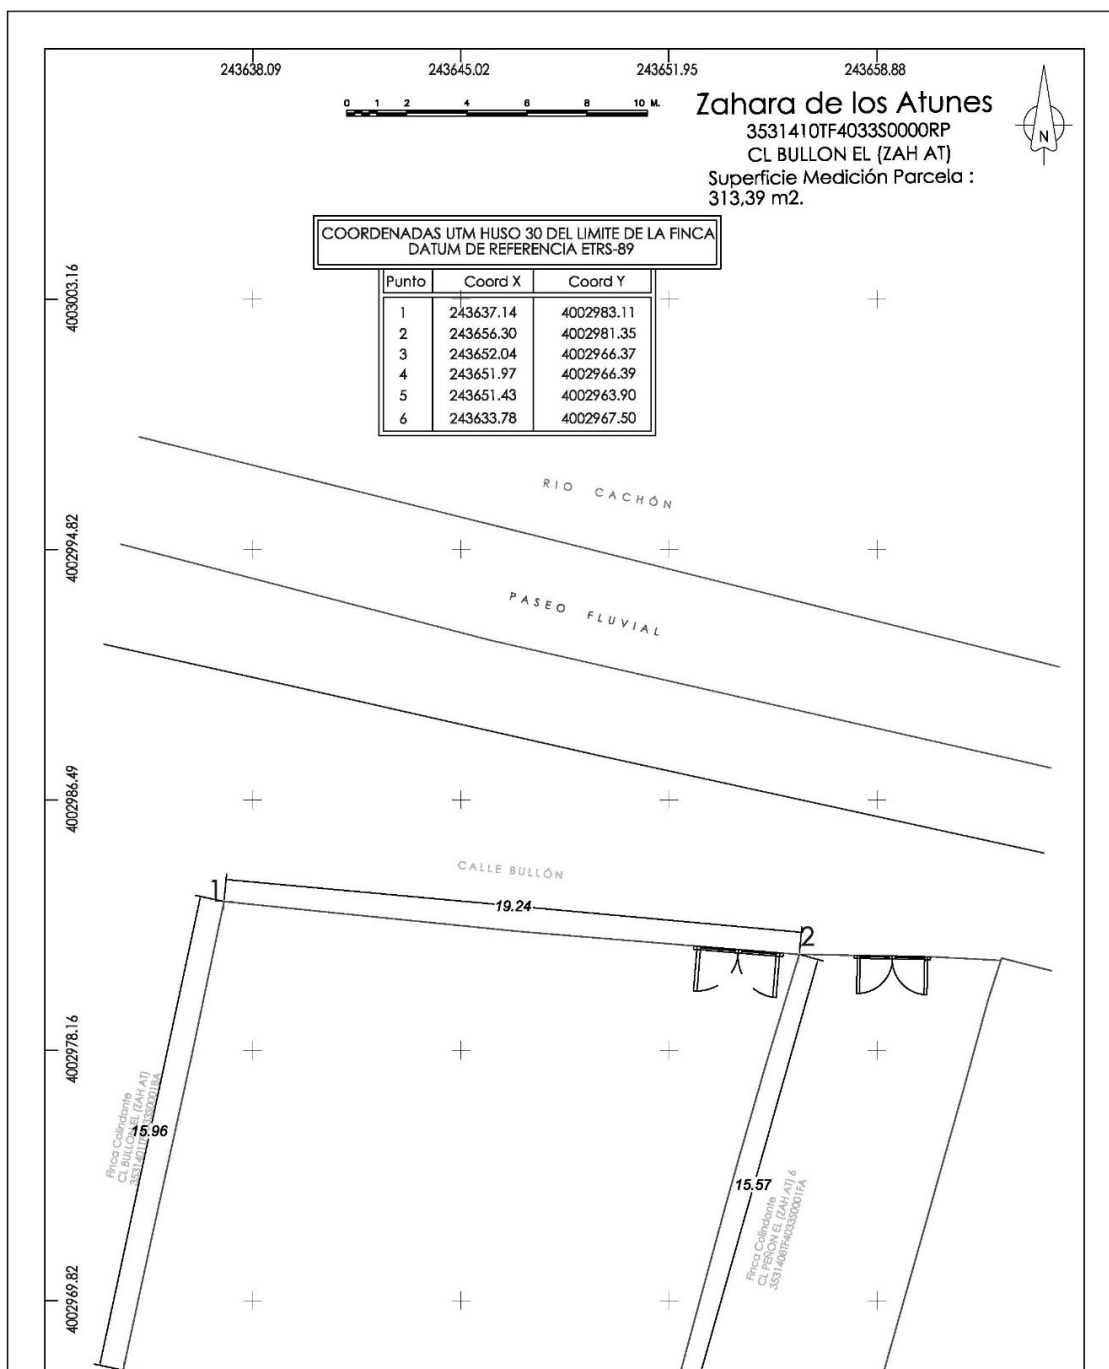 243638.09
243645.02
243651.95
243658.88
0 1 2 4 6 8 10 M.
Zahara de los Atunes
3531410TF4033S0000RP
CL BULLON EL (ZAH AT)
Superficie Medición Parcela :
313,39 m2.
N
COORDENADAS UTM HUSO 30 DEL LIMITE DE LA FINCA
DATUM DE REFERENCIA ETRS-89
Punto Coord X Coord Y
1 243637.14 4002983.11
2 243656.30 4002981.35
3 243652.04 4002966.37
4 243651.97 4002966.39
5 243651.43 4002963.90
6 243633.78 4002967.50
4003003.16
RIO CACHÓN
4002994.82
PASEO FLUVIAL
4002986.49
CALLE BULLÓN
1
19.24
2
4002978.16
Finca Colindante
CL BULLON EL (ZAH AT)
15.96
15.57
Finca Colindante
CL PEÑON EL (ZAH AT) 6
3531408TF4033S0001FA
4002969.82